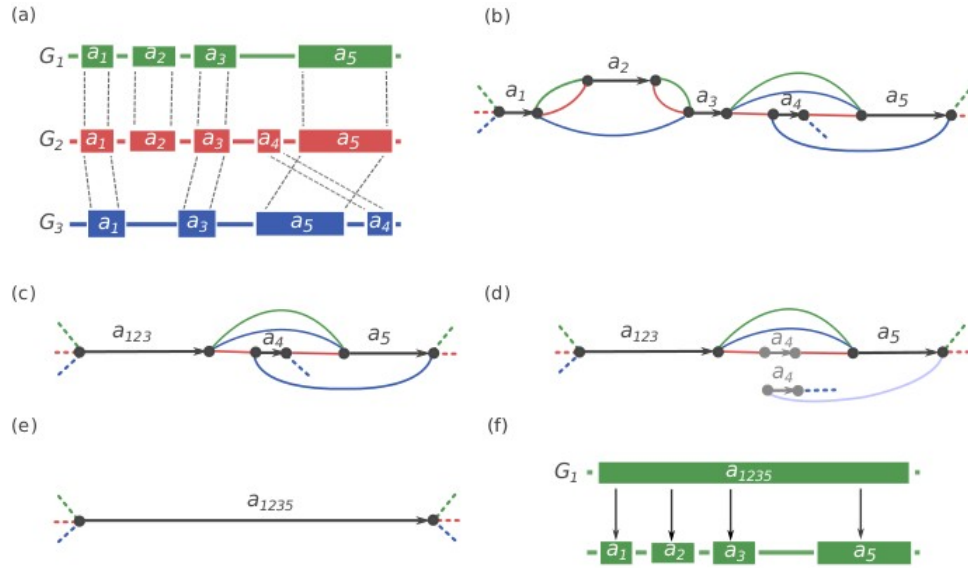 (a)
G₁ a₁ a₂ a₃ a₅
G₂ a₁ a₂ a₃ a₄ a₅
G₃ a₁ a₃ a₅ a₄
(b)
a₁ a₂ a₃ a₄ a₅
(c)
a₁₂₃ a₄ a₅
(d)
a₁₂₃ a₄ a₅
a₄
(e)
a₁₂₃₅
(f)
G₁ a₁₂₃₅
a₁ a₂ a₃ a₅